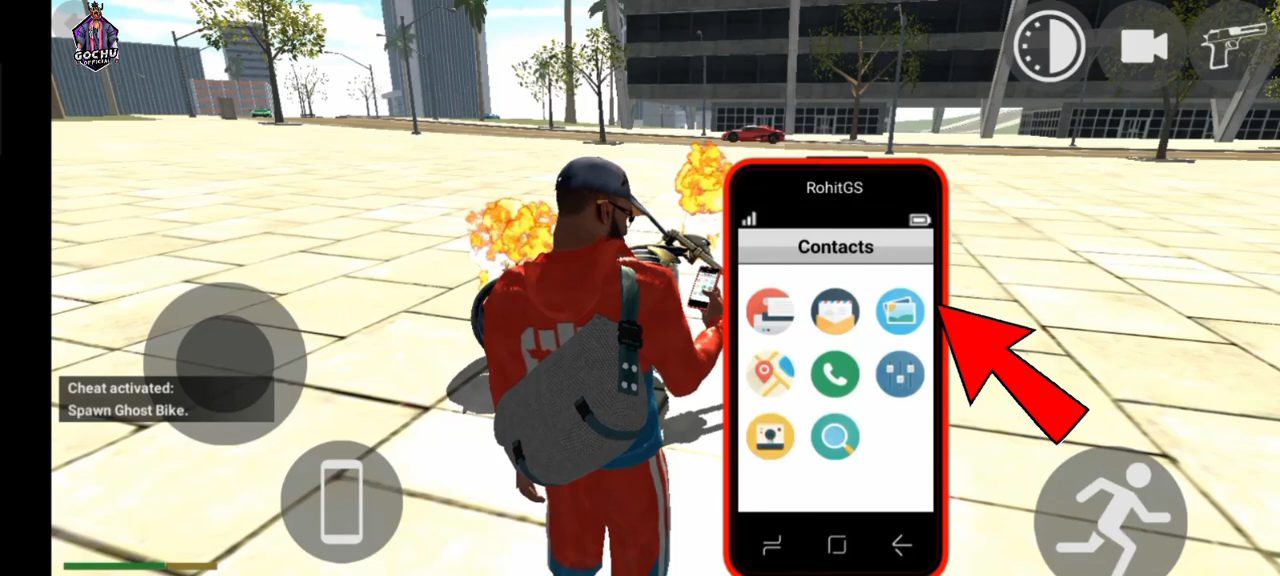 GOCHU
OFFICIAL
RohitGS
Contacts
Cheat activated:
Spawn Ghost Bike.